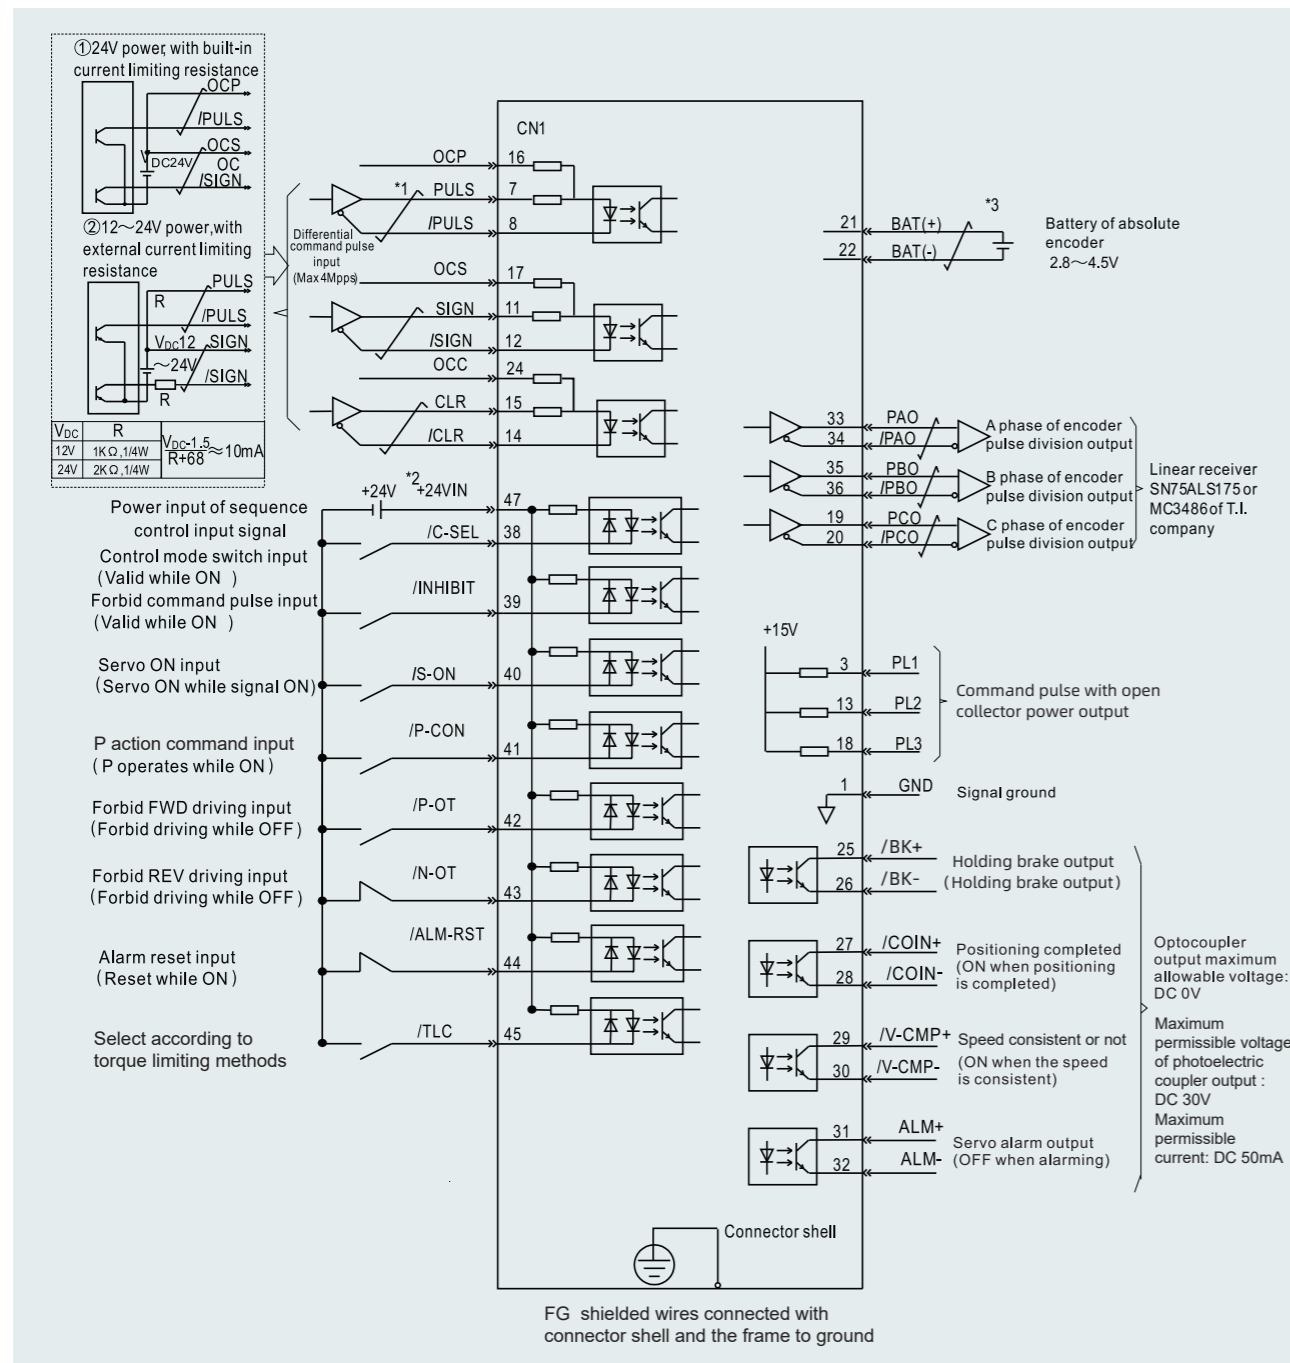 ①24V power, with built-in
current limiting resistance
OCP
/PULS
OCS
V
DC24V
OC
/SIGN
②12～24V power,with
external current limiting
resistance
PULS
R
/PULS
VDC12
SIGN
～24V
/SIGN
R
VDC R
12V 1KΩ,1/4W
24V 2KΩ,1/4W
VDC-1.5
R+68
≈10mA
Differential
command pulse
input
(Max4Mpps)
CN1
OCP 16
*1 PULS 7
/PULS 8
OCS 17
SIGN 11
/SIGN 12
OCC 24
CLR 15
/CLR 14
Power input of sequence
control input signal
+24V *2 +24VIN 47
/C-SEL 38
Control mode switch input
(Valid while ON )
Forbid command pulse input
(Valid while ON )
/INHIBIT
39
Servo ON input
(Servo ON while signal ON)
/S-ON 40
P action command input
(P operates while ON)
/P-CON
41
Forbid FWD driving input
(Forbid driving while OFF)
/P-OT
42
Forbid REV driving input
(Forbid driving while OFF)
/N-OT
43
Alarm reset input
(Reset while ON)
/ALM-RST
44
Select according to
torque limiting methods
/TLC 45
21 BAT(+)
22 BAT(-)
*3
Battery of absolute
encoder
2.8～4.5V
33 PAO
34 /PAO
A phase of encoder
pulse division output
35 PBO
36 /PBO
B phase of encoder
pulse division output
19 PCO
20 /PCO
C phase of encoder
pulse division output
Linear receiver
SN75ALS175 or
MC3486 of T.I.
company
+15V
3 PL1
13 PL2
18 PL3
Command pulse with open
collector power output
1 GND Signal ground
25 /BK+
26 /BK-
Holding brake output
(Holding brake output)
27 /COIN+
28 /COIN-
Positioning completed
(ON when positioning
is completed)
29 /V-CMP+
30 /V-CMP-
Speed consistent or not
(ON when the speed
is consistent)
31 ALM+
32 ALM-
Servo alarm output
(OFF when alarming)
Optocoupler
output maximum
allowable voltage:
DC 0V
Maximum
permissible voltage
of photoelectric
coupler output :
DC 30V
Maximum
permissible
current: DC 50mA
Connector shell
FG shielded wires connected with
connector shell and the frame to ground